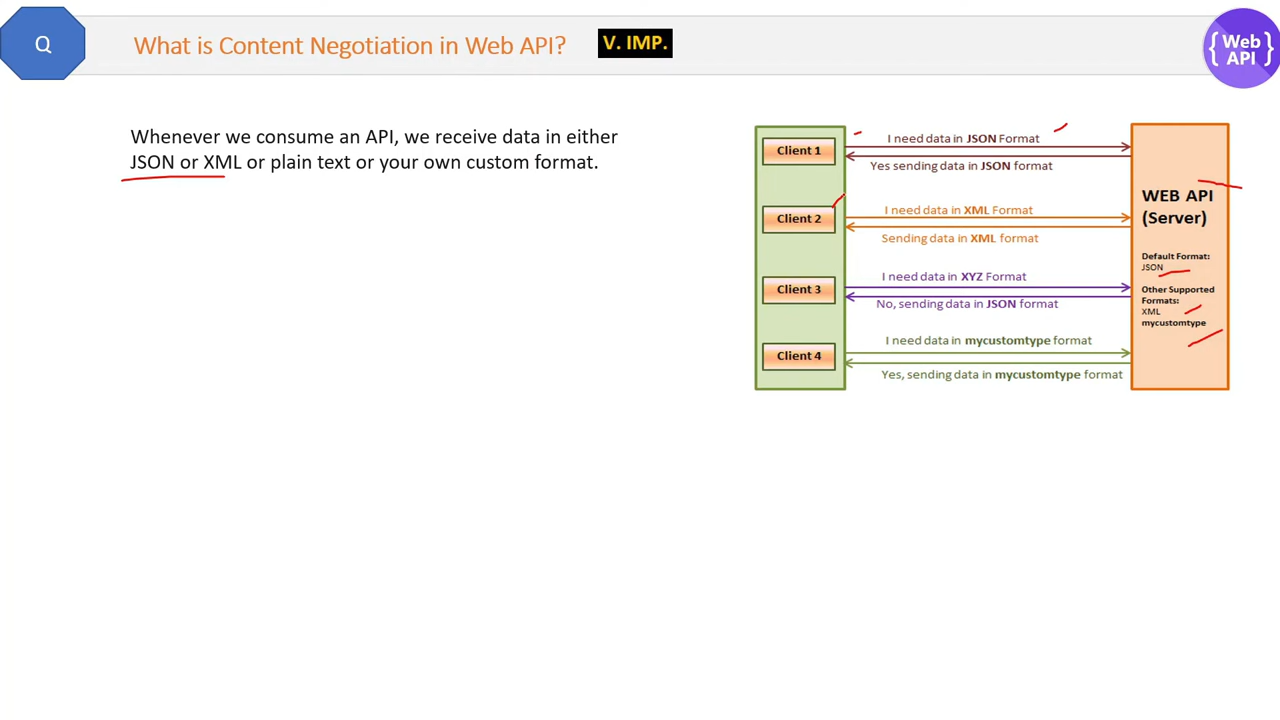 Q
What is Content Negotiation in Web API?
V. IMP.
{Web API}
Whenever we consume an API, we receive data in either
JSON or XML or plain text or your own custom format.
Client 1
I need data in JSON Format
Yes sending data in JSON format
Client 2
I need data in XML Format
Sending data in XML format
Client 3
I need data in XYZ Format
No, sending data in JSON format
Client 4
I need data in mycustomtype format
Yes, sending data in mycustomtype format
WEB API
(Server)
Default Format:
JSON
Other Supported
Formats:
XML
mycustomtype